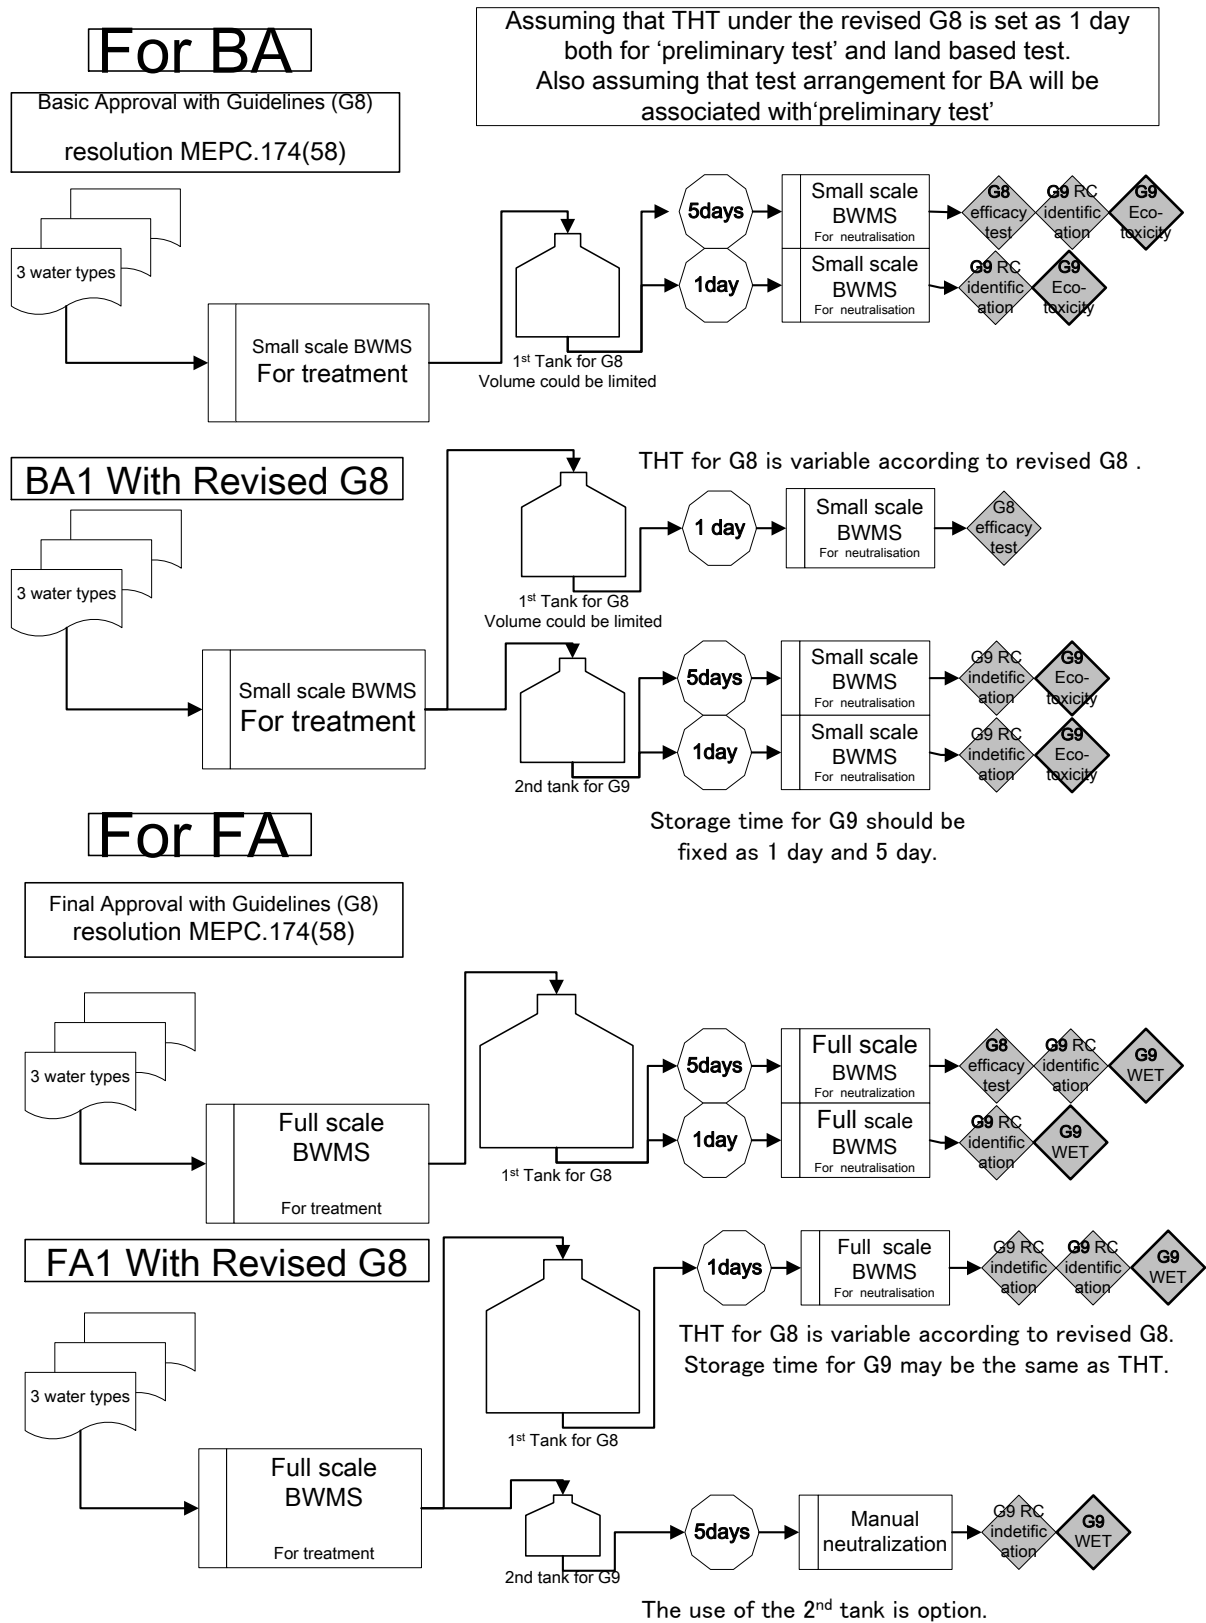 For BA
Assuming that THT under the revised G8 is set as 1 day
both for ‘preliminary test’ and land based test.
Also assuming that test arrangement for BA will be
associated with‘preliminary test’
Basic Approval with Guidelines (G8)
resolution MEPC.174(58)
3 water types
Small scale BWMS
For treatment
1st Tank for G8
Volume could be limited
5days
Small scale
BWMS
For neutralisation
G8
efficacy
test
G9 RC
identific
ation
G9
Eco-
toxicity
1day
Small scale
BWMS
For neutralisation
G9 RC
identific
ation
G9
Eco-
toxicity
BA1 With Revised G8
THT for G8 is variable according to revised G8 .
3 water types
Small scale BWMS
For treatment
1st Tank for G8
Volume could be limited
1 day
Small scale
BWMS
For neutralisation
G8
efficacy
test
2nd tank for G9
5days
Small scale
BWMS
For neutralisation
G9 RC
indetific
ation
G9
Eco-
toxicity
1day
Small scale
BWMS
For neutralisation
G9 RC
indetific
ation
G9
Eco-
toxicity
Storage time for G9 should be
fixed as 1 day and 5 day.
For FA
Final Approval with Guidelines (G8)
resolution MEPC.174(58)
3 water types
Full scale
BWMS
For treatment
1st Tank for G8
5days
Full scale
BWMS
For neutralization
G8
efficacy
test
G9 RC
identific
ation
G9
WET
1day
Full scale
BWMS
For neutralisation
G9 RC
identific
ation
G9
WET
FA1 With Revised G8
3 water types
Full scale
BWMS
For treatment
1st Tank for G8
1days
Full scale
BWMS
For neutralisation
G9 RC
indetific
ation
G9 RC
identific
ation
G9
WET
THT for G8 is variable according to revised G8.
Storage time for G9 may be the same as THT.
2nd tank for G9
5days
Manual
neutralization
G9 RC
indetific
ation
G9
WET
The use of the 2nd tank is option.